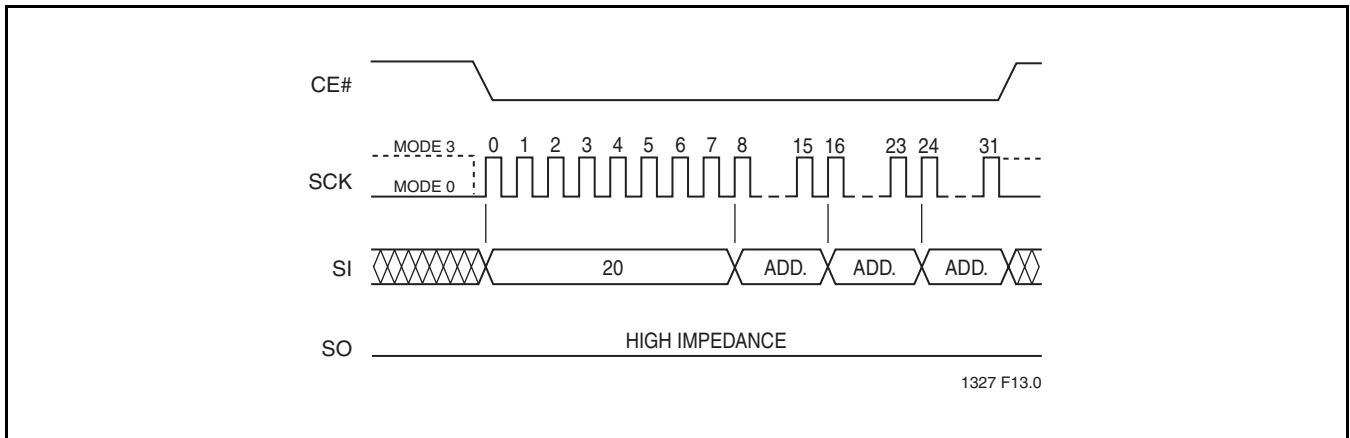 CE#
MODE 3
0 1 2 3 4 5 6 7 8 15 16 23 24 31
SCK
MODE 0
SI
20 ADD. ADD. ADD.
SO
HIGH IMPEDANCE
1327 F13.0